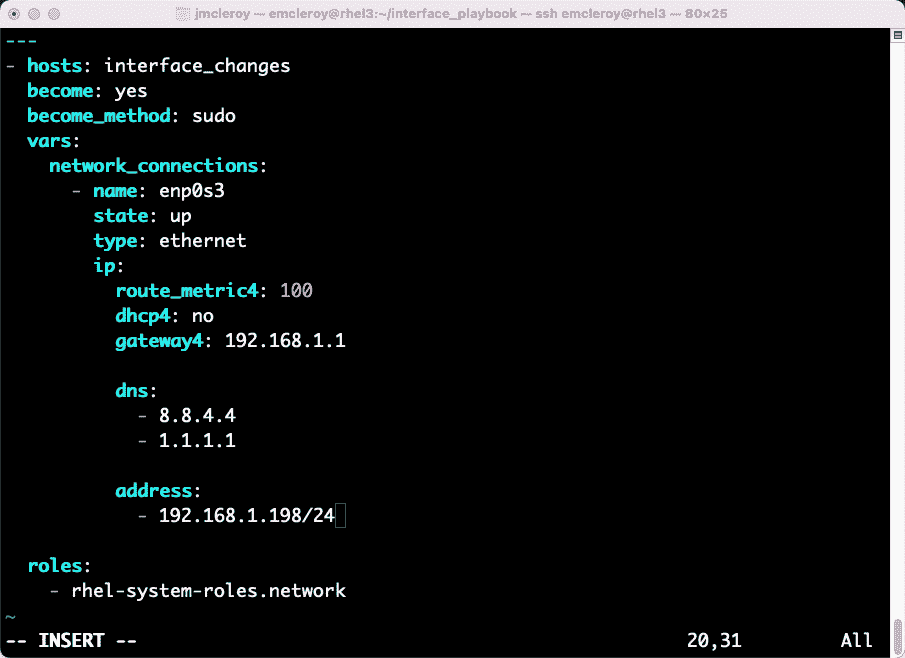 jmcleroy — emcleroy@rhel3:~/interface_playbook — ssh emcleroy@rhel3 — 80×25
---
- hosts: interface_changes
  become: yes
  become_method: sudo
  vars:
    network_connections:
      - name: enp0s3
        state: up
        type: ethernet
        ip:
          route_metric4: 100
          dhcp4: no
          gateway4: 192.168.1.1

          dns:
            - 8.8.4.4
            - 1.1.1.1

          address:
            - 192.168.1.198/24

  roles:
    - rhel-system-roles.network
~
-- INSERT -- 20,31 All